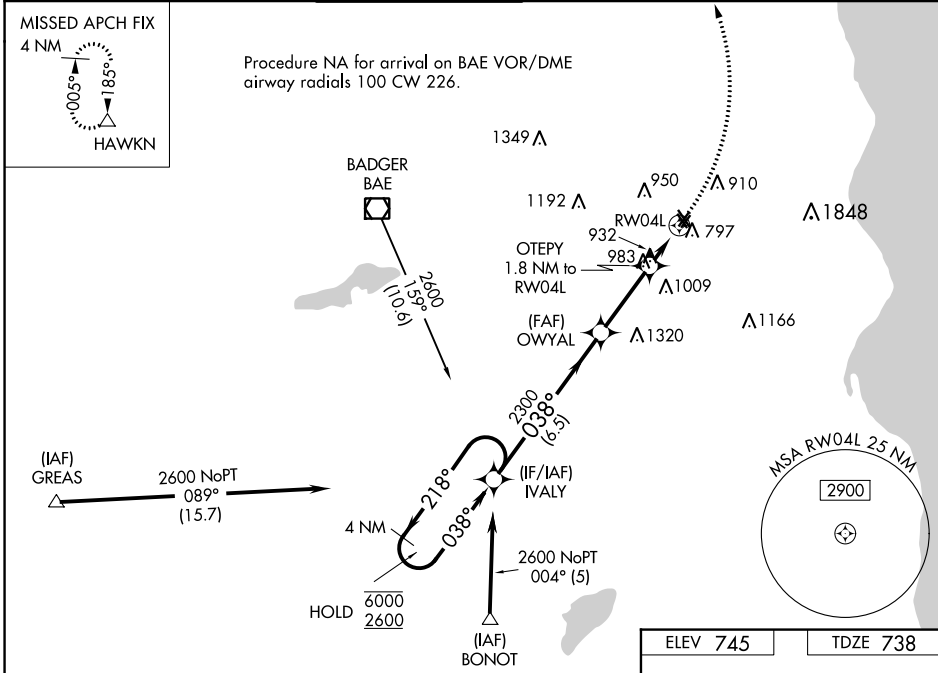 MISSED APCH FIX
4 NM
005°
185°
HAWKN
Procedure NA for arrival on BAE VOR/DME
airway radials 100 CW 226.
1349
BADGER
BAE
1192
950
910
1848
RW04L
797
932
983
OTEPY
1.8 NM to
RW04L
1009
2600
159°
(10.6)
(FAF)
OWYAL
1320
1166
2300
038°
(6.5)
MSA RW04L 25 NM
2900
(IAF)
GREAS
2600 NoPT
089°
(15.7)
218°
038°
(IF/IAF)
IVALY
4 NM
HOLD
6000
2600
2600 NoPT
004° (5)
(IAF)
BONOT
ELEV 745
TDZE 738